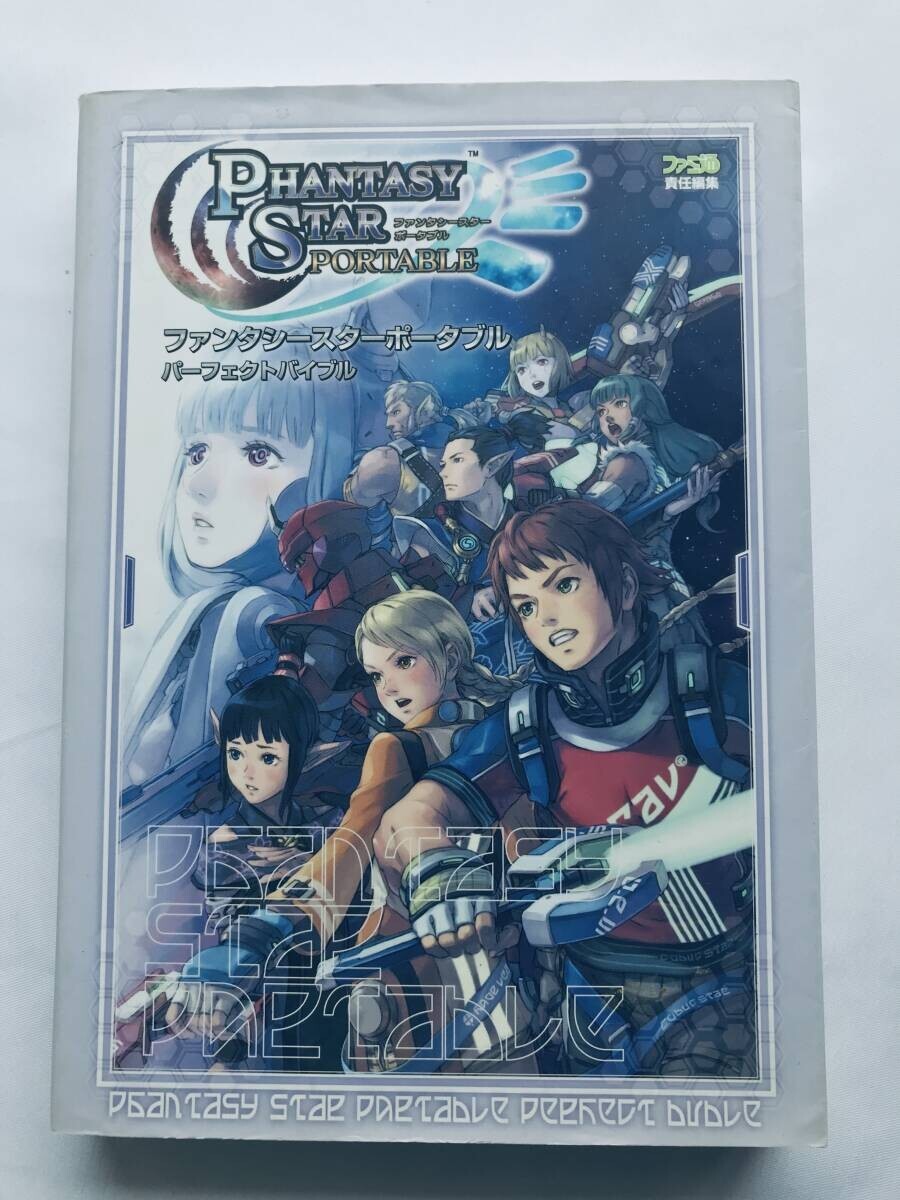 PHANTASY
STAR
PORTABLE
™
ファンタシースター
ポータブル
ファミ通
責任編集
ファンタシースターポータブル
パーフェクトバイブル
PHANTASY
STAR
PORTABLE
PHANTASY STAR PORTABLE PERFECT BIBLE